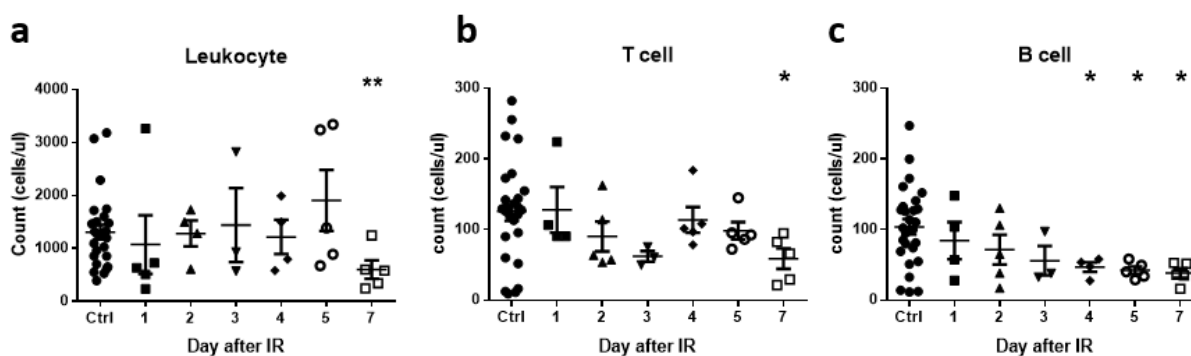 a
Leukocyte
**
Count (cells/ul)
4000
3000
2000
1000
0
Ctrl 1 2 3 4 5 7
Day after IR
b
T cell
*
count (cells/ul)
300
200
100
0
Ctrl 1 2 3 4 5 7
Day after IR
c
B cell
* * *
count (cells/ul)
300
200
100
0
Ctrl 1 2 3 4 5 7
Day after IR